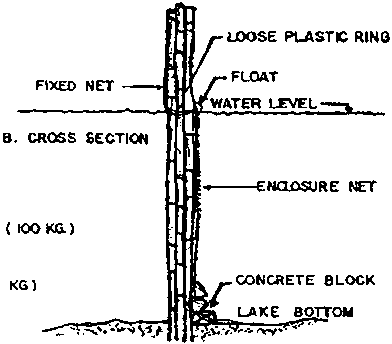 LOOSE PLASTIC RING
FIXED NET
FLOAT
WATER LEVEL
B. CROSS SECTION
ENCLOSURE NET
(100 KG.)
KG)
CONCRETE BLOCK
LAKE BOTTOM